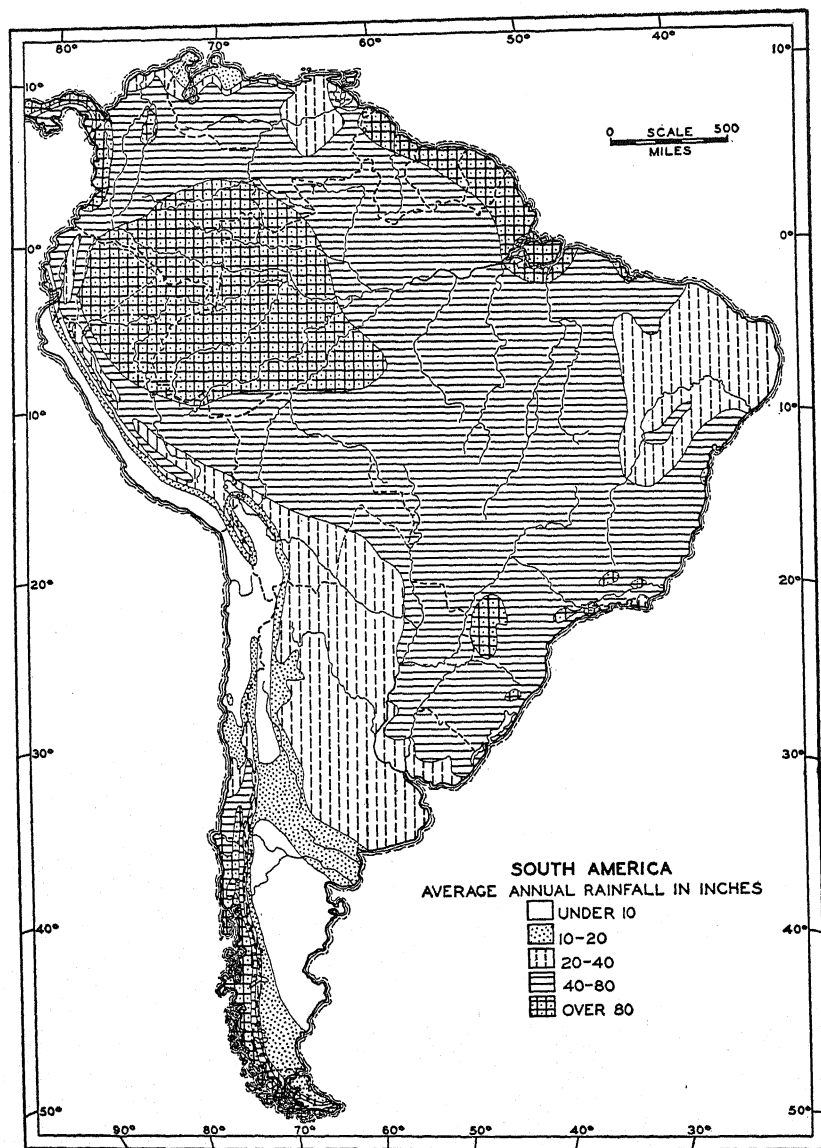 80° 70° 60° 50° 40°
10° 10°
0 SCALE 500
MILES
0° 0°
10° 10°
20° 20°
30° 30°
SOUTH AMERICA
AVERAGE ANNUAL RAINFALL IN INCHES
UNDER 10
10-20
20-40
40-80
OVER 80
40° 40°
50° 50°
90° 80° 70° 60° 50° 40° 30°